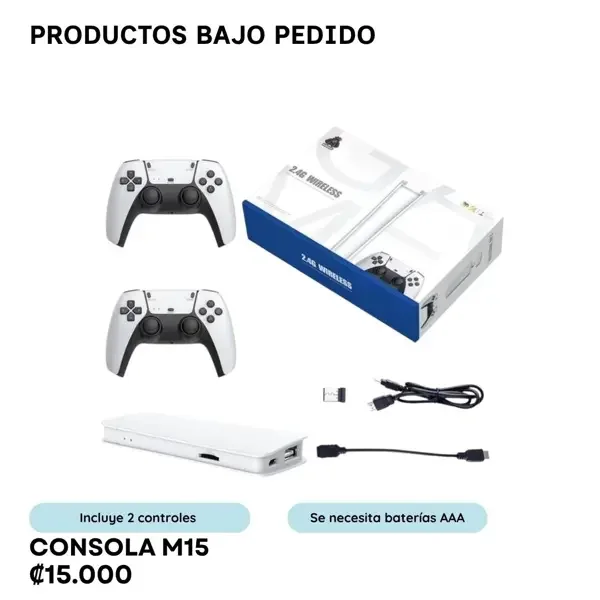 PRODUCTOS BAJO PEDIDO
2.4G WIRELESS
2.4G WIRELESS
Incluye 2 controles
Se necesita baterías AAA
CONSOLA M15
₡15.000